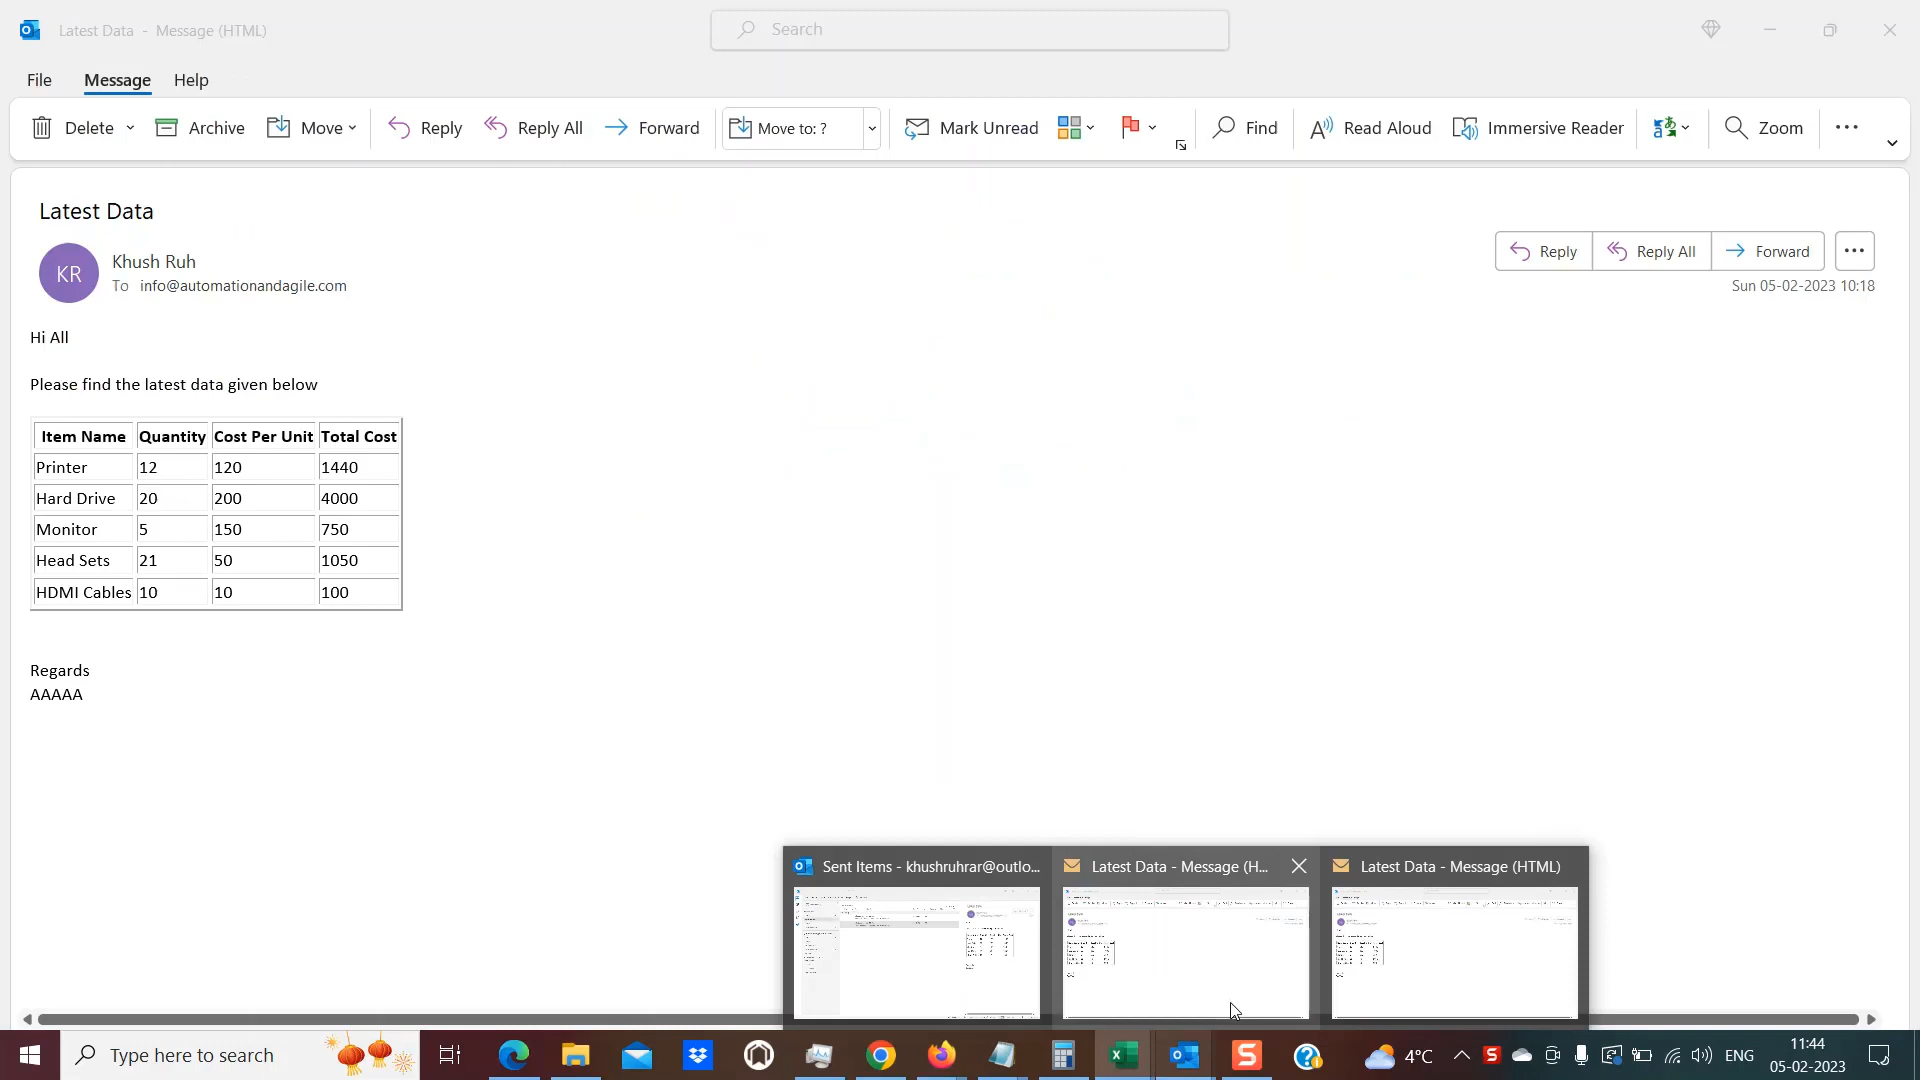 Latest Data - Message (HTML)
Search
File Message Help
Delete Archive Move Reply Reply All Forward Move to: ? Mark Unread Find Read Aloud Immersive Reader Zoom
Latest Data
KR
Khush Ruh
To info@automationandagile.com
Reply Reply All Forward
Sun 05-02-2023 10:18
Hi All
Please find the latest data given below
Item Name Quantity Cost Per Unit Total Cost
Printer 12 120 1440
Hard Drive 20 200 4000
Monitor 5 150 750
Head Sets 21 50 1050
HDMI Cables 10 10 100
Regards
AAAAA
Sent Items - khushruhrar@outlo... Latest Data - Message (H... Latest Data - Message (HTML)
Type here to search
4°C
ENG
11:44
05-02-2023